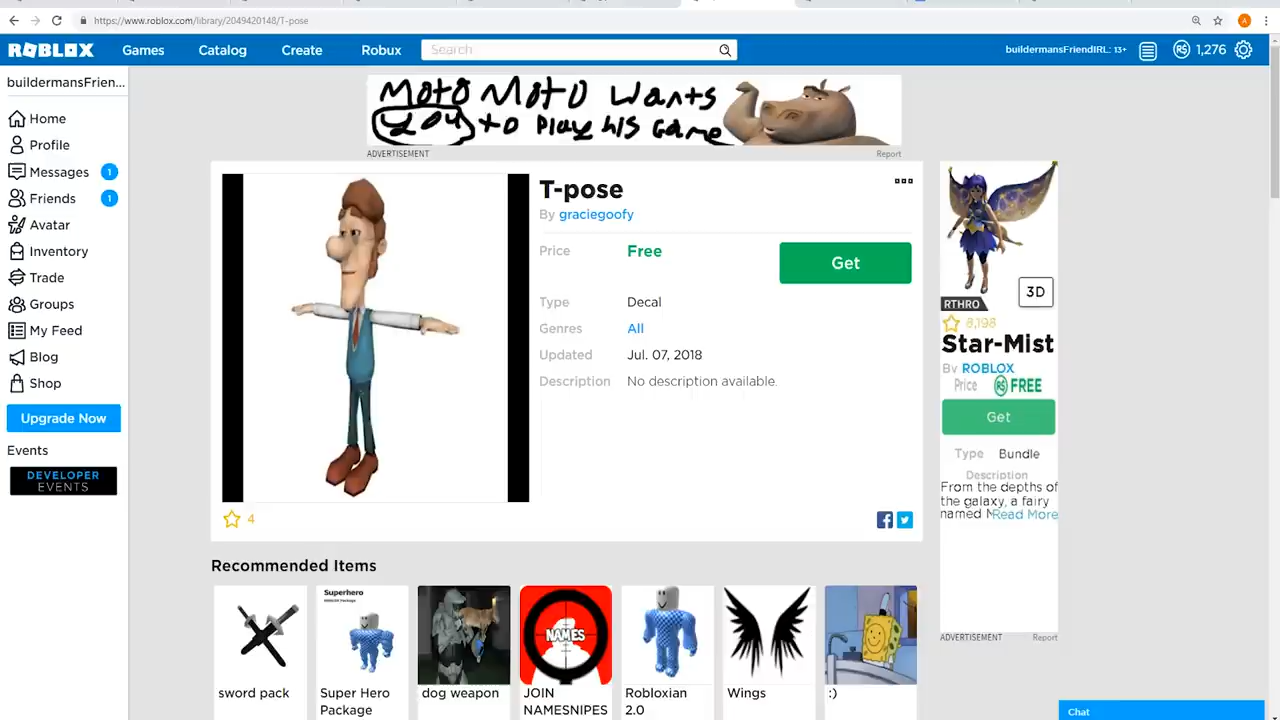 https://www.roblox.com/library/2049420148/T-pose
A
ROBLOX
Games
Catalog
Create
Robux
Search
buildermansFriendIRL: 13+
1,276
buildermansFrien...
Home
Profile
Messages
1
Friends
1
Avatar
Inventory
Trade
Groups
My Feed
Blog
Shop
Upgrade Now
Events
DEVELOPER
EVENTS
MOTO MOTO Wants
YOU to Play his Game
ADVERTISEMENT
Report
T-pose
By graciegoofy
Price
Free
Get
Type
Decal
Genres
All
Updated
Jul. 07, 2018
Description
No description available.
4
3D
RTHRO
8,198
Star-Mist
By ROBLOX
Price
FREE
Get
Type
Bundle
Description
From the depths of
the galaxy, a fairy
named N
Read More
ADVERTISEMENT
Report
Recommended Items
Superhero
NAMES
sword pack
Super Hero
Package
dog weapon
JOIN
NAMESNIPES
Robloxian
2.0
Wings
:)
Chat